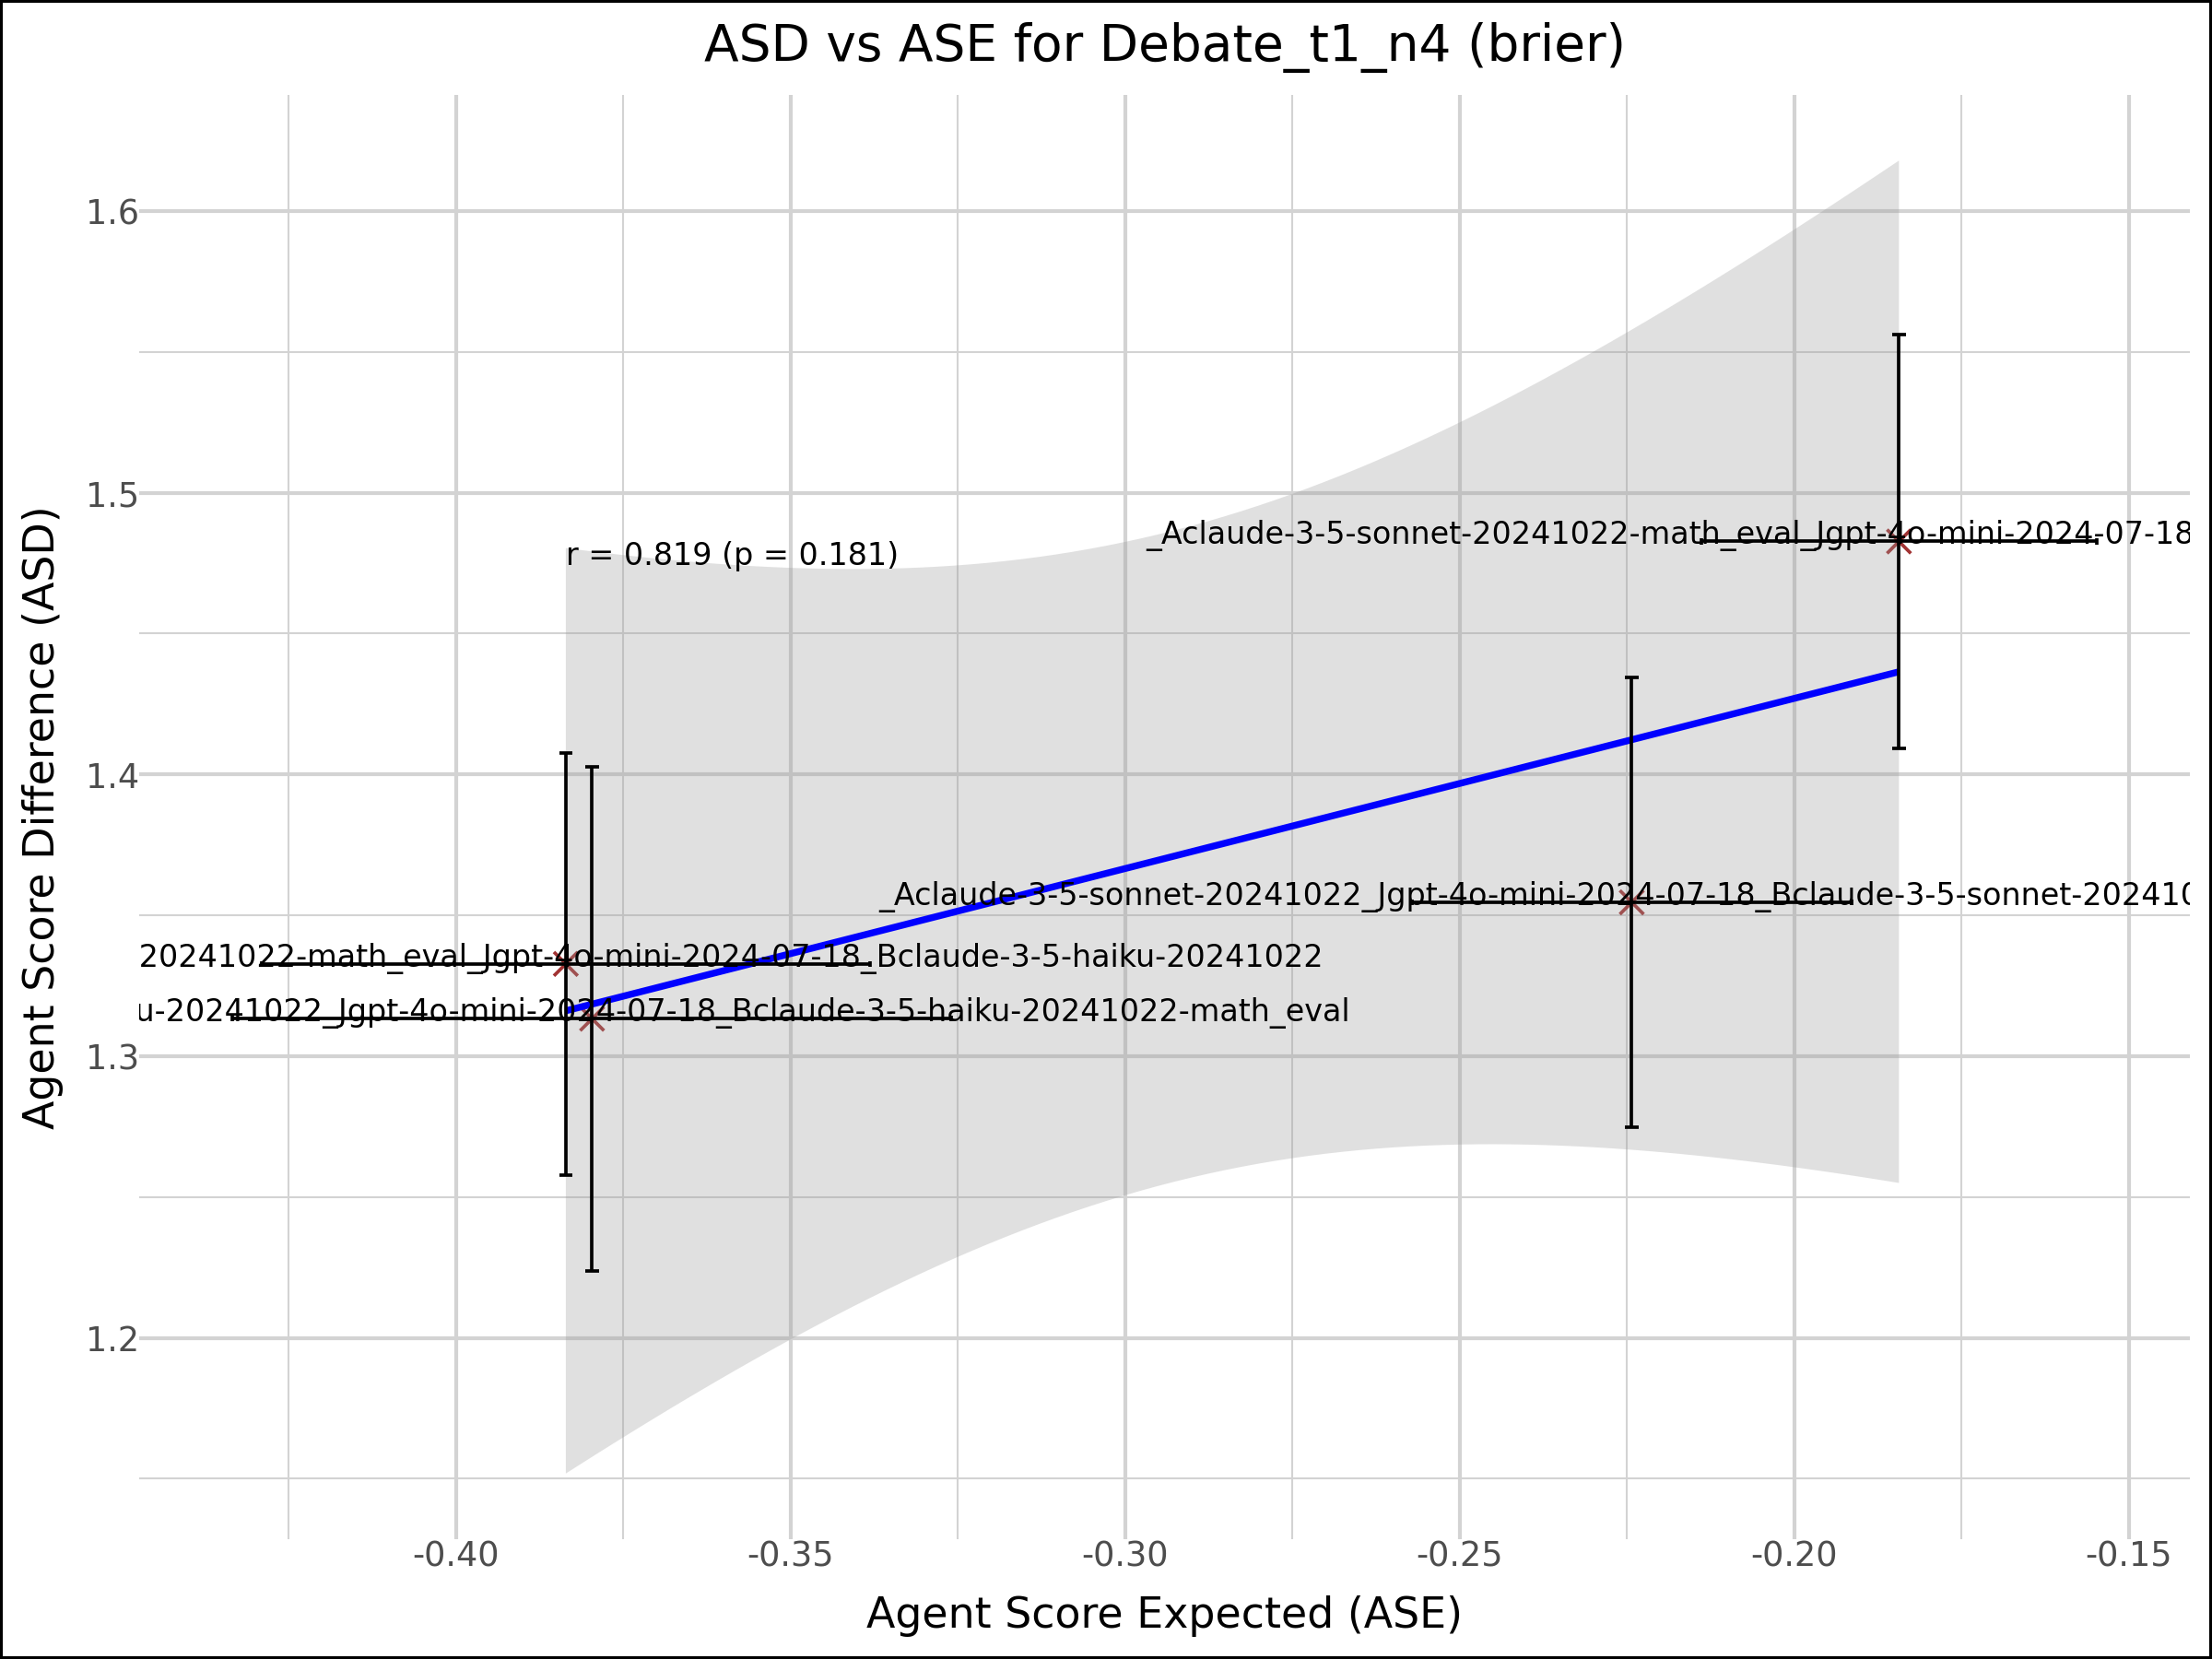 ASD vs ASE for Debate_t1_n4 (brier)
Agent Score Difference (ASD)
1.6
1.5
1.4
1.3
1.2
r = 0.819 (p = 0.181)
_Aclaude-3-5-sonnet-20241022-math_eval_Jgpt-4o-mini-2024-07-18
_Aclaude-3-5-sonnet-20241022_Jgpt-4o-mini-2024-07-18_Bclaude-3-5-sonnet-202410
20241022-math_eval_Jgpt-4o-mini-2024-07-18_Bclaude-3-5-haiku-20241022
u-20241022_Jgpt-4o-mini-2024-07-18_Bclaude-3-5-haiku-20241022-math_eval
-0.40
-0.35
-0.30
-0.25
-0.20
-0.15
Agent Score Expected (ASE)